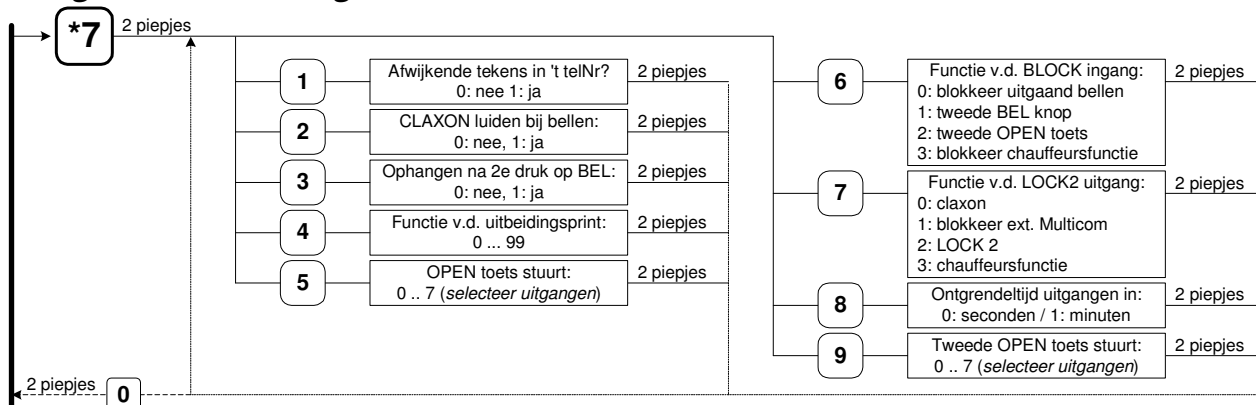 *7 2 piepjes
1 Afwijkende tekens in 't telNr? 2 piepjes
0: nee 1: ja
2 CLAXON luiden bij bellen: 2 piepjes
0: nee, 1: ja
3 Ophangen na 2e druk op BEL: 2 piepjes
0: nee, 1: ja
4 Functie v.d. uitbeidingsprint: 2 piepjes
0 ... 99
5 OPEN toets stuurt: 2 piepjes
0 .. 7 (selecteer uitgangen)
6 Functie v.d. BLOCK ingang: 2 piepjes
0: blokkeer uitgaand bellen
1: tweede BEL knop
2: tweede OPEN toets
3: blokkeer chauffeursfunctie
7 Functie v.d. LOCK2 uitgang: 2 piepjes
0: claxon
1: blokkeer ext. Multicom
2: LOCK 2
3: chauffeursfunctie
8 Ontgrendeltijd uitgangen in: 2 piepjes
0: seconden / 1: minuten
9 Tweede OPEN toets stuurt: 2 piepjes
0 .. 7 (selecteer uitgangen)
2 piepjes 0